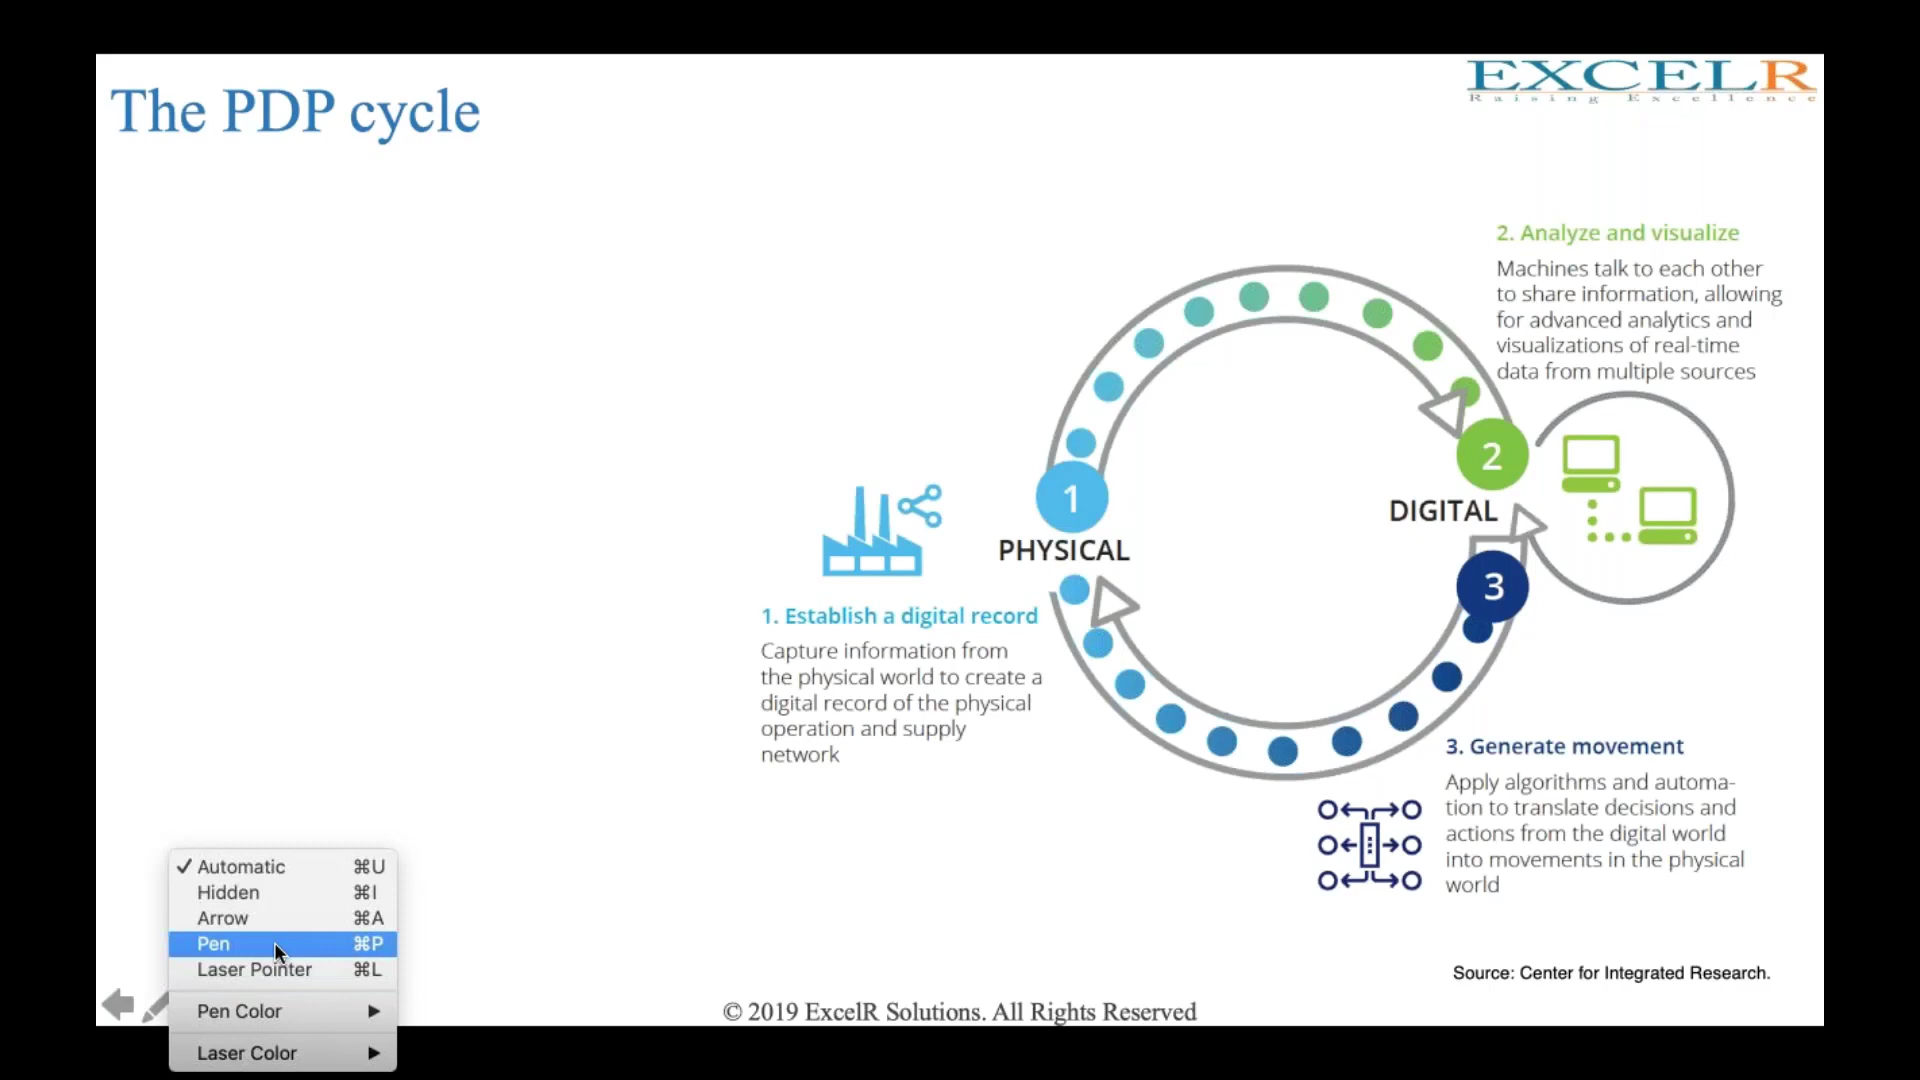 EXCELR
Raising Excellence
The PDP cycle
2. Analyze and visualize
Machines talk to each other
to share information, allowing
for advanced analytics and
visualizations of real-time
data from multiple sources
1
2
DIGITAL
PHYSICAL
3
1. Establish a digital record
Capture information from
the physical world to create a
digital record of the physical
operation and supply
network
3. Generate movement
Apply algorithms and automa-
tion to translate decisions and
actions from the digital world
into movements in the physical
world
✓ Automatic ⌘U
Hidden ⌘I
Arrow ⌘A
Pen ⌘P
Laser Pointer ⌘L
Pen Color ▶
Laser Color ▶
Source: Center for Integrated Research.
© 2019 ExcelR Solutions. All Rights Reserved